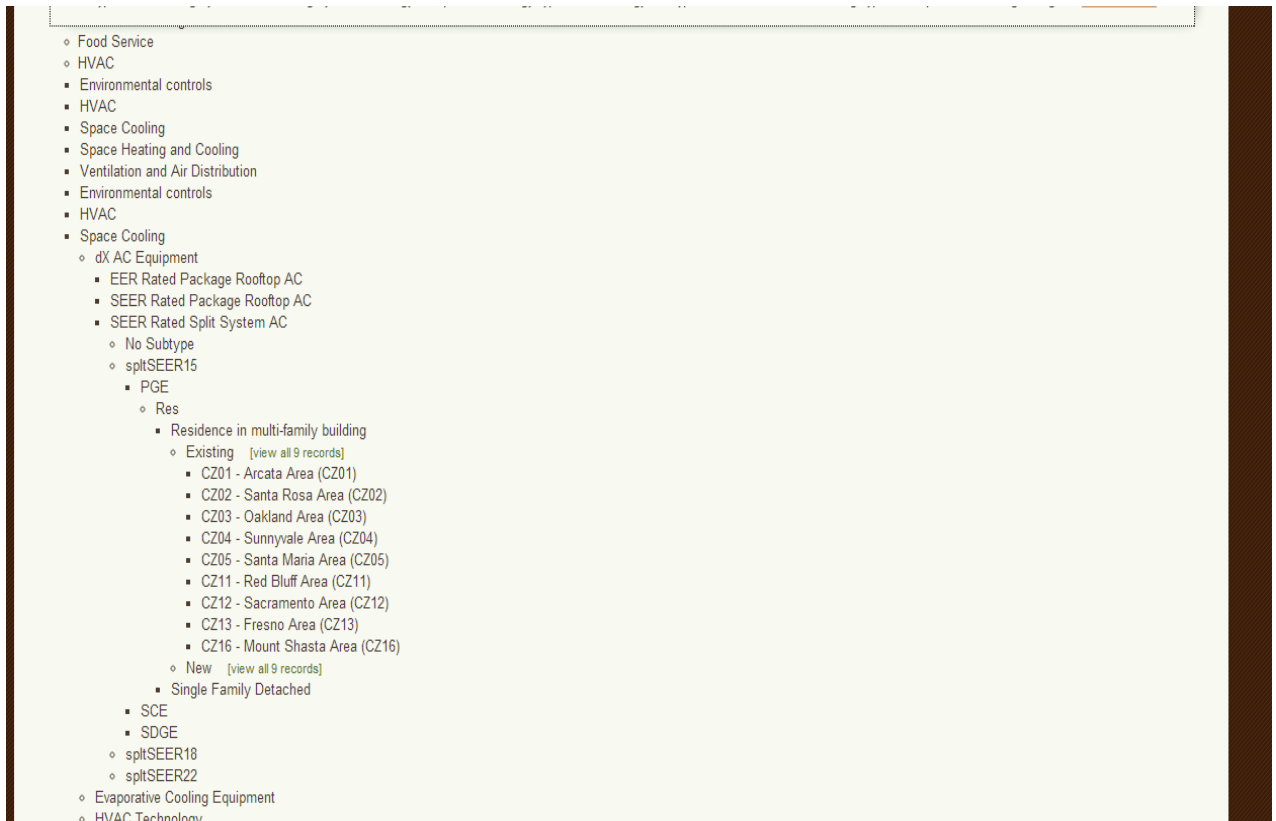 Food Service
HVAC
Environmental controls
HVAC
Space Cooling
Space Heating and Cooling
Ventilation and Air Distribution
Environmental controls
HVAC
Space Cooling
dX AC Equipment
EER Rated Package Rooftop AC
SEER Rated Package Rooftop AC
SEER Rated Split System AC
No Subtype
spltSEER15
PGE
Res
Residence in multi-family building
Existing [view all 9 records]
CZ01 - Arcata Area (CZ01)
CZ02 - Santa Rosa Area (CZ02)
CZ03 - Oakland Area (CZ03)
CZ04 - Sunnyvale Area (CZ04)
CZ05 - Santa Maria Area (CZ05)
CZ11 - Red Bluff Area (CZ11)
CZ12 - Sacramento Area (CZ12)
CZ13 - Fresno Area (CZ13)
CZ16 - Mount Shasta Area (CZ16)
New [view all 9 records]
Single Family Detached
SCE
SDGE
spltSEER18
spltSEER22
Evaporative Cooling Equipment
HVAC Technology